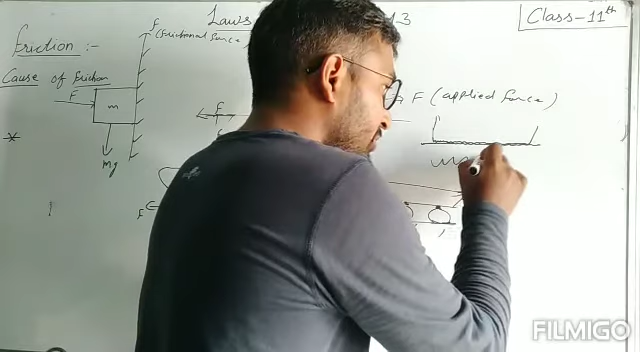 Laws
3
Class-11th
Friction :-
f
(frictional force
Cause of Friction
F
m
F (applied force)
f
*
mg
F
FILMIGO